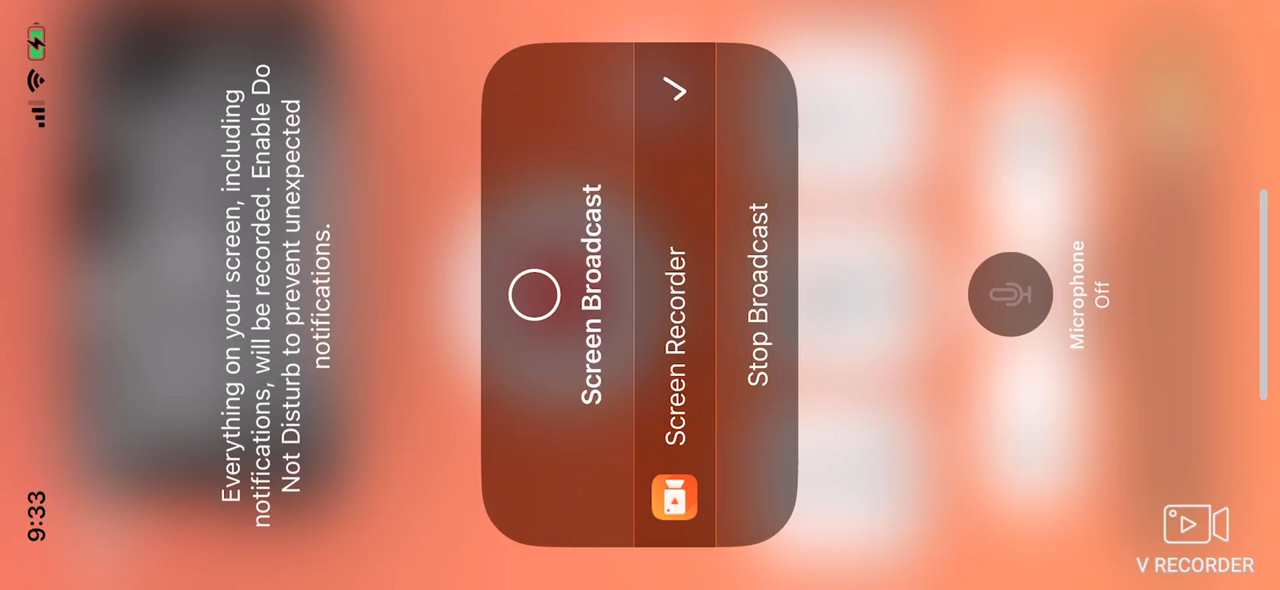 9:33
Everything on your screen, including
notifications, will be recorded. Enable Do
Not Disturb to prevent unexpected
notifications.
Screen Broadcast
Screen Recorder
Stop Broadcast
Microphone
Off
V RECORDER